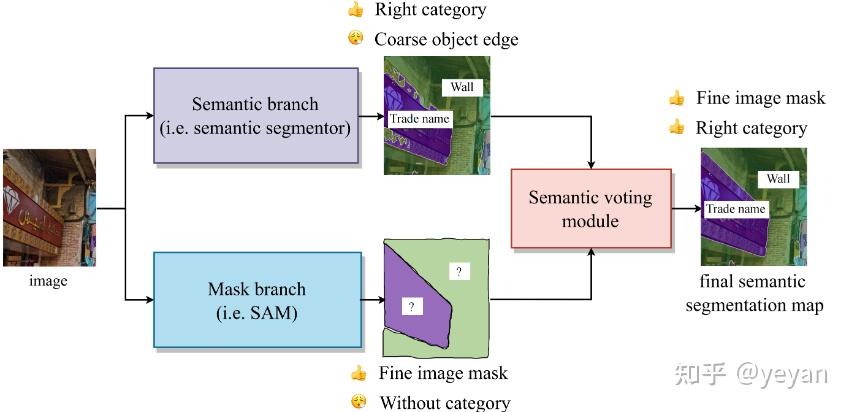 👍 Right category
😮‍💨 Coarse object edge
Semantic branch
(i.e. semantic segmentor)
Wall
Trade name
👍 Fine image mask
👍 Right category
Semantic voting
module
Wall
Trade name
image
final semantic
segmentation map
Mask branch
(i.e. SAM)
?
?
👍 Fine image mask
😮‍💨 Without category
知乎 @yeyan